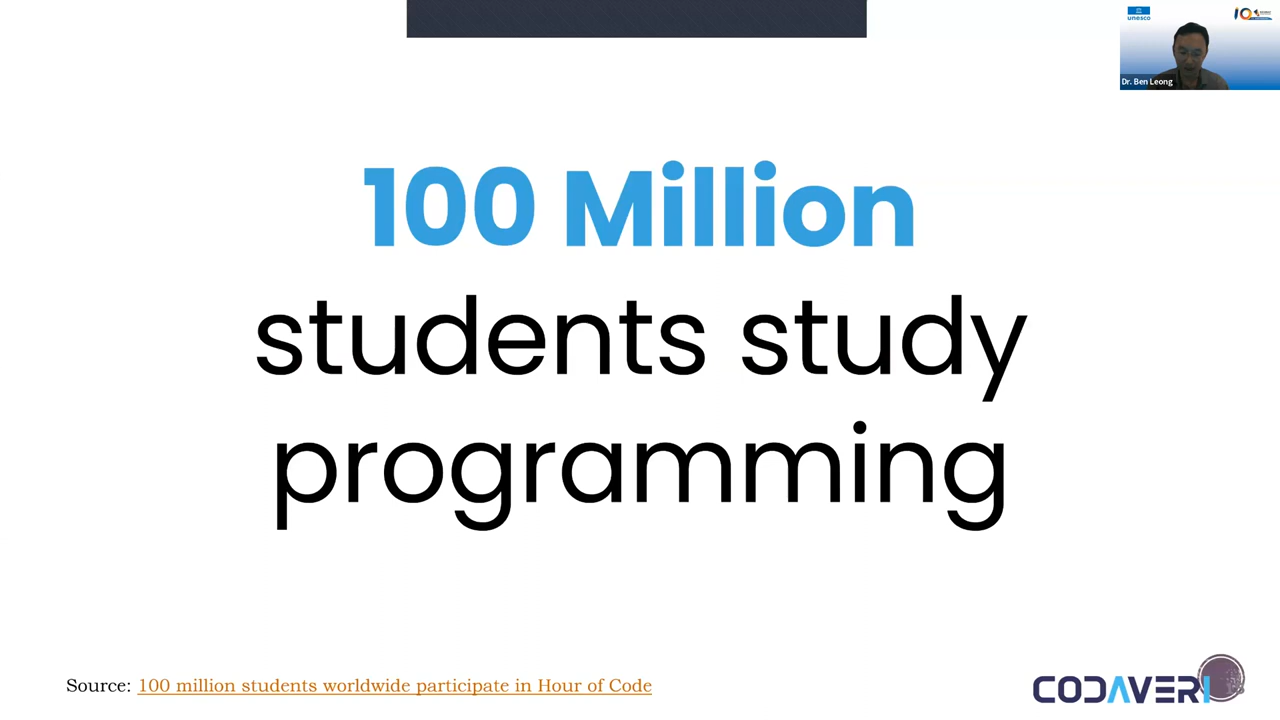 unesco
Dr. Ben Leong
100 Million
students study
programming
Source: 100 million students worldwide participate in Hour of Code
CODAVERI